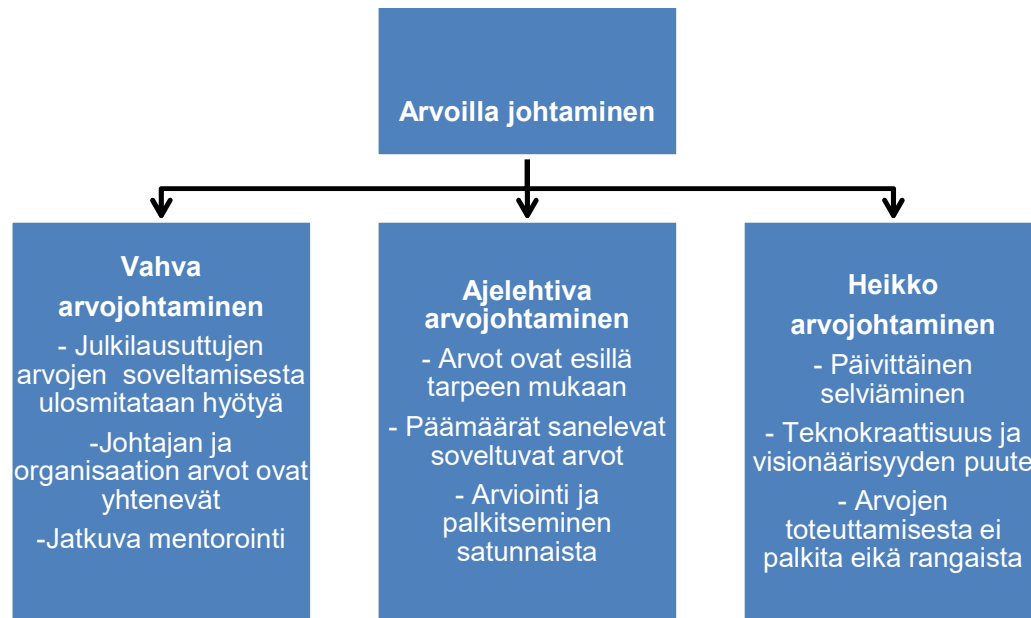 Arvoilla johtaminen
Vahva
arvojohtaminen
- Julkilausuttujen
arvojen soveltamisesta
ulosmitataan hyötyä
-Johtajan ja
organisaation arvot ovat
yhtenevät
-Jatkuva mentorointi
Ajelehtiva
arvojohtaminen
- Arvot ovat esillä
tarpeen mukaan
- Päämäärät sanelevat
soveltuvat arvot
- Arviointi ja
palkitseminen
satunnaista
Heikko
arvojohtaminen
- Päivittäinen
selviäminen
- Teknokraattisuus ja
visionäärisyyden puute
- Arvojen
toteuttamisesta ei
palkita eikä rangaista